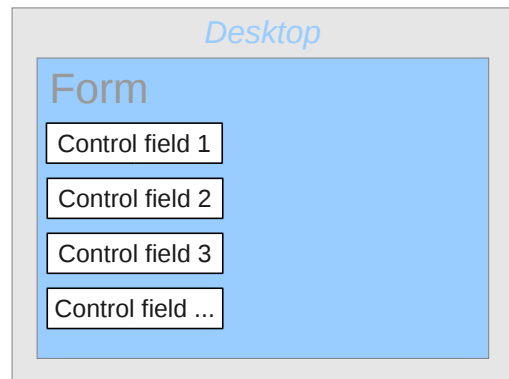 Desktop
Form
Control field 1
Control field 2
Control field 3
Control field ...